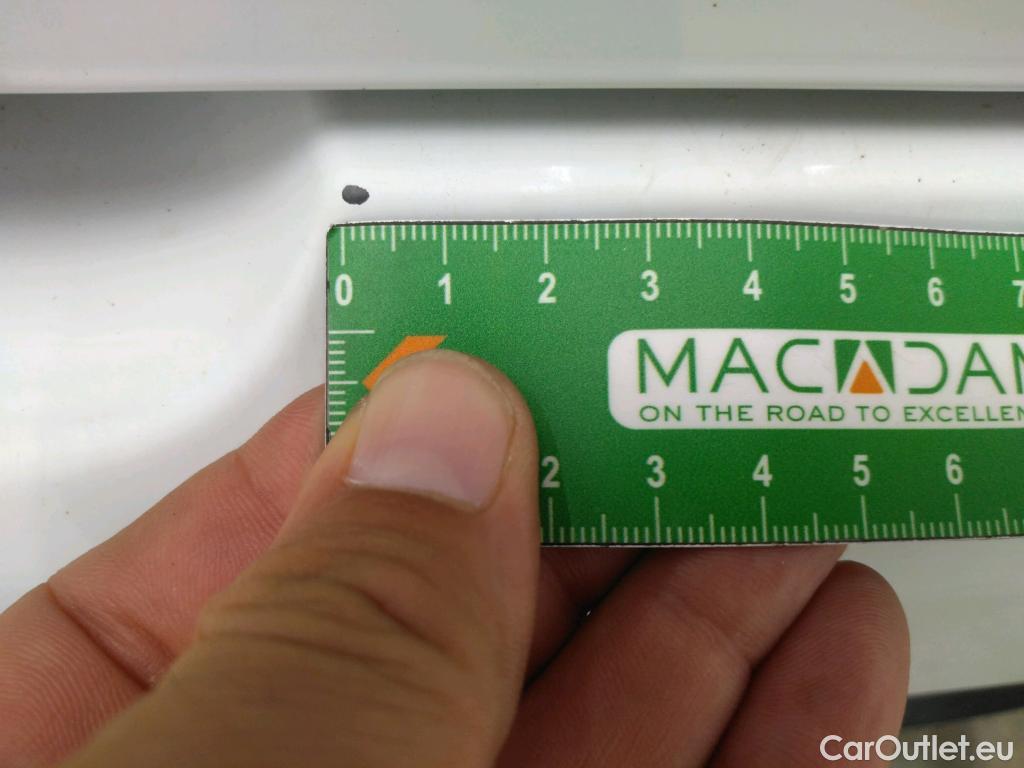 0 1 2 3 4 5 6 7
MACADAM
ON THE ROAD TO EXCELLEN
2 3 4 5 6
CarOutlet.eu